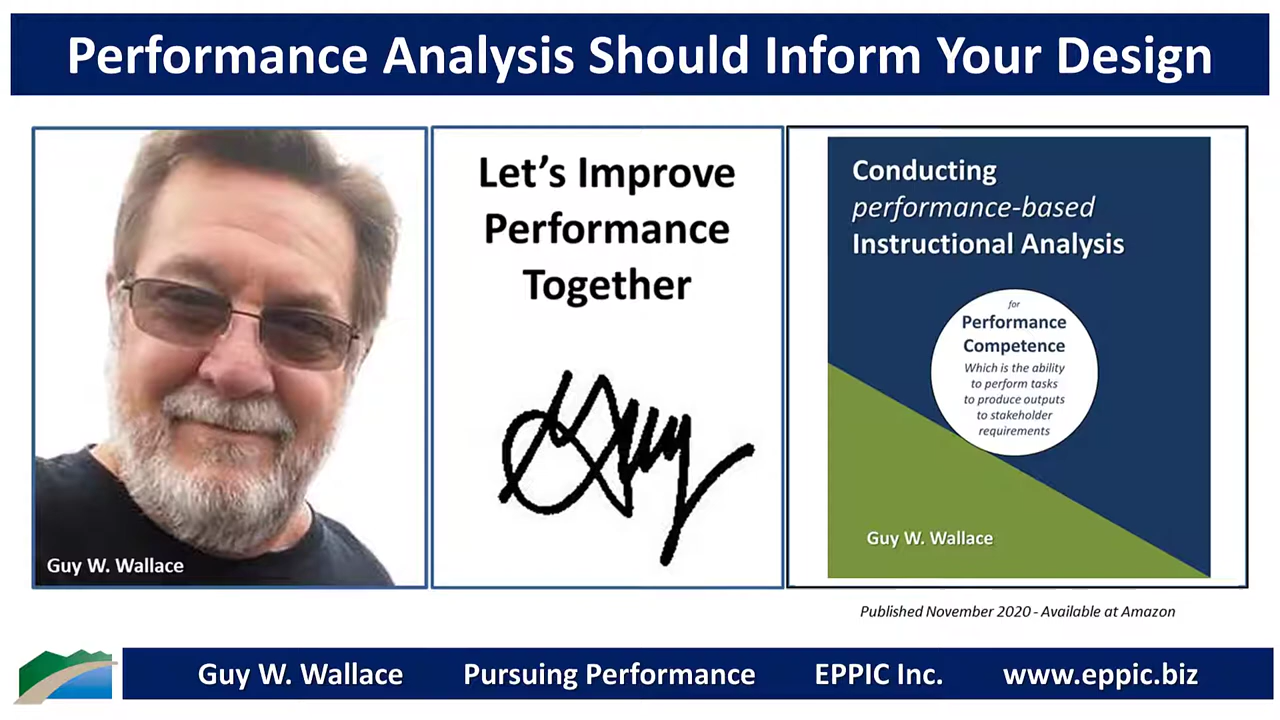 Performance Analysis Should Inform Your Design
Guy W. Wallace
Let's Improve
Performance
Together
Guy
Conducting
performance-based
Instructional Analysis
for
Performance
Competence
Which is the ability
to perform tasks
to produce outputs
to stakeholder
requirements
Guy W. Wallace
Published November 2020 - Available at Amazon
Guy W. Wallace Pursuing Performance EPPIC Inc. www.eppic.biz